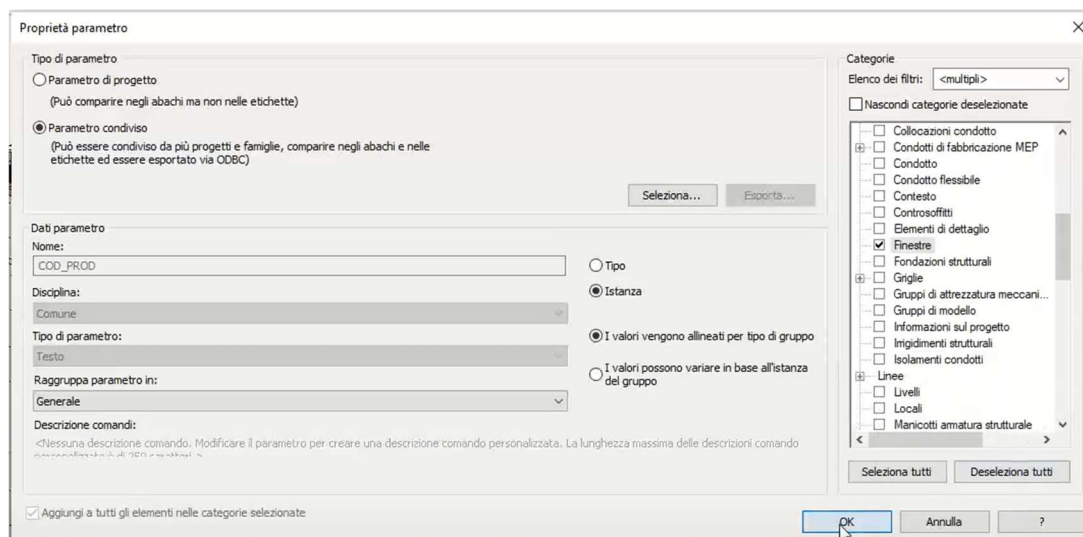 Proprietà parametro
Tipo di parametro
Parametro di progetto
(Può comparire negli abachi ma non nelle etichette)
Parametro condiviso
(Può essere condiviso da più progetti e famiglie, comparire negli abachi e nelle
etichette ed essere esportato via ODBC)
Seleziona...
Esporta...
Dati parametro
Nome:
COD_PROD
Disciplina:
Comune
Tipo di parametro:
Testo
Raggruppa parametro in:
Generale
Descrizione comandi:
<Nessuna descrizione comando. Modificare il parametro per creare una descrizione comando personalizzata. La lunghezza massima delle descrizioni comando
personalizzate è di 250 caratteri.>
Tipo
Istanza
I valori vengono allineati per tipo di gruppo
I valori possono variare in base all'istanza
del gruppo
Aggiungi a tutti gli elementi nelle categorie selezionate
Categorie
Elenco dei filtri:
<multipli>
Nascondi categorie deselezionate
Collocazioni condotto
Condotti di fabbricazione MEP
Condotto
Condotto flessibile
Contesto
Controsoffitti
Elementi di dettaglio
Finestre
Fondazioni strutturali
Griglie
Gruppi di attrezzatura meccani...
Gruppi di modello
Informazioni sul progetto
Irrigidimenti strutturali
Isolamenti condotti
Linee
Livelli
Locali
Manicotti armatura strutturale
Seleziona tutti
Deseleziona tutti
OK
Annulla
?